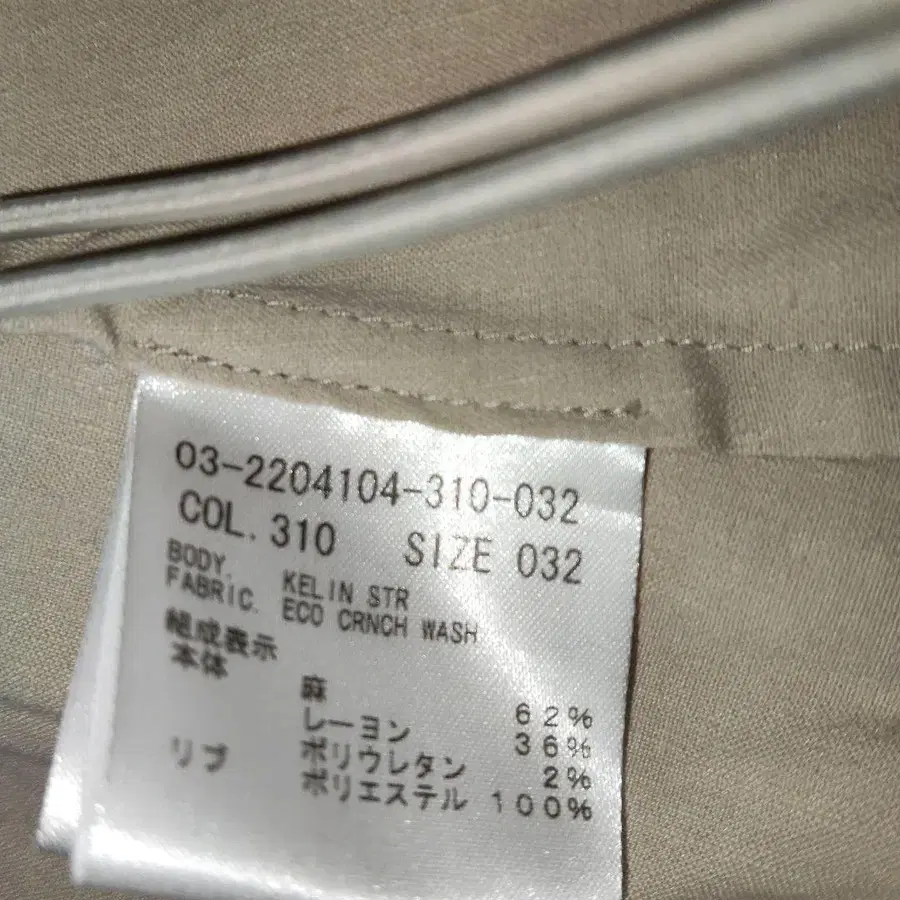 03-2204104-310-032
COL. 310 SIZE 032
BODY. KELIN STR
FABRIC. ECO CRNCH WASH
組成表示
本体
麻 62%
レーヨン 36%
ポリウレタン 2%
リブ ポリエステル 100%